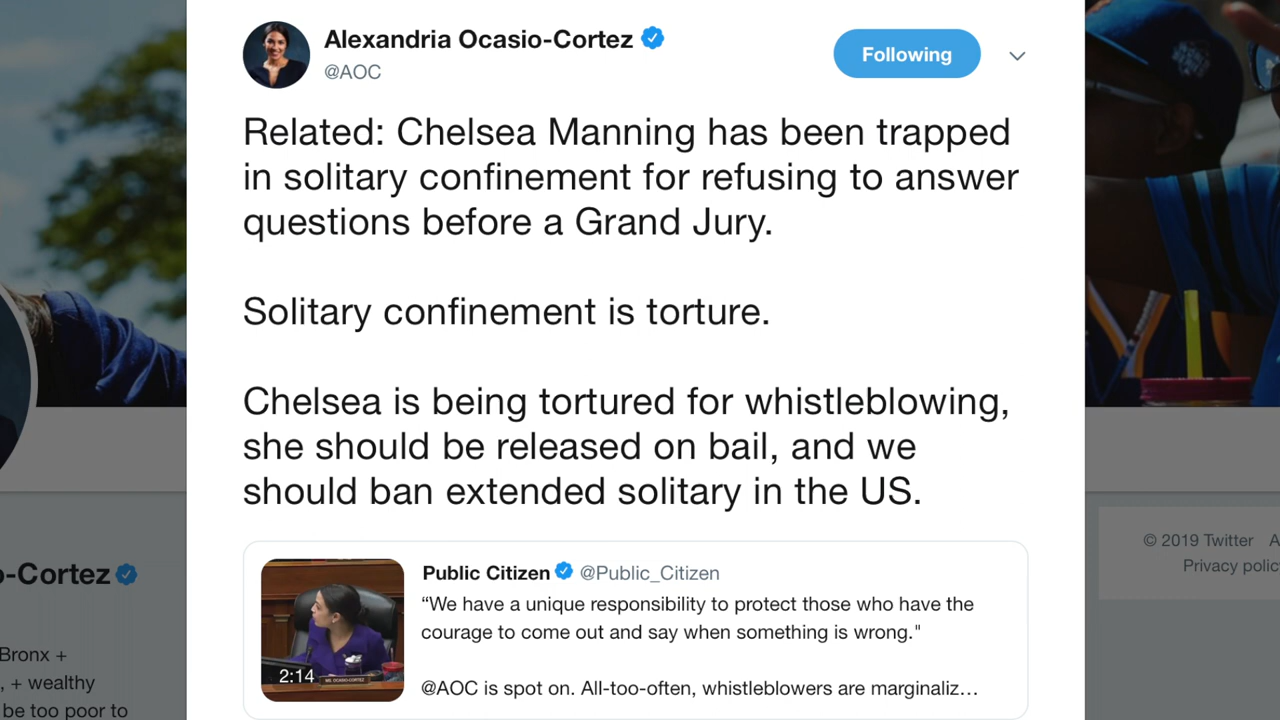 Alexandria Ocasio-Cortez
@AOC
Following
Related: Chelsea Manning has been trapped
in solitary confinement for refusing to answer
questions before a Grand Jury.
Solitary confinement is torture.
Chelsea is being tortured for whistleblowing,
she should be released on bail, and we
should ban extended solitary in the US.
Public Citizen @Public_Citizen
“We have a unique responsibility to protect those who have the
courage to come out and say when something is wrong."
@AOC is spot on. All-too-often, whistleblowers are marginaliz…
2:14
MS. OCASIO-CORTEZ
o-Cortez
Bronx +
, + wealthy
be too poor to
© 2019 Twitter A
Privacy polic